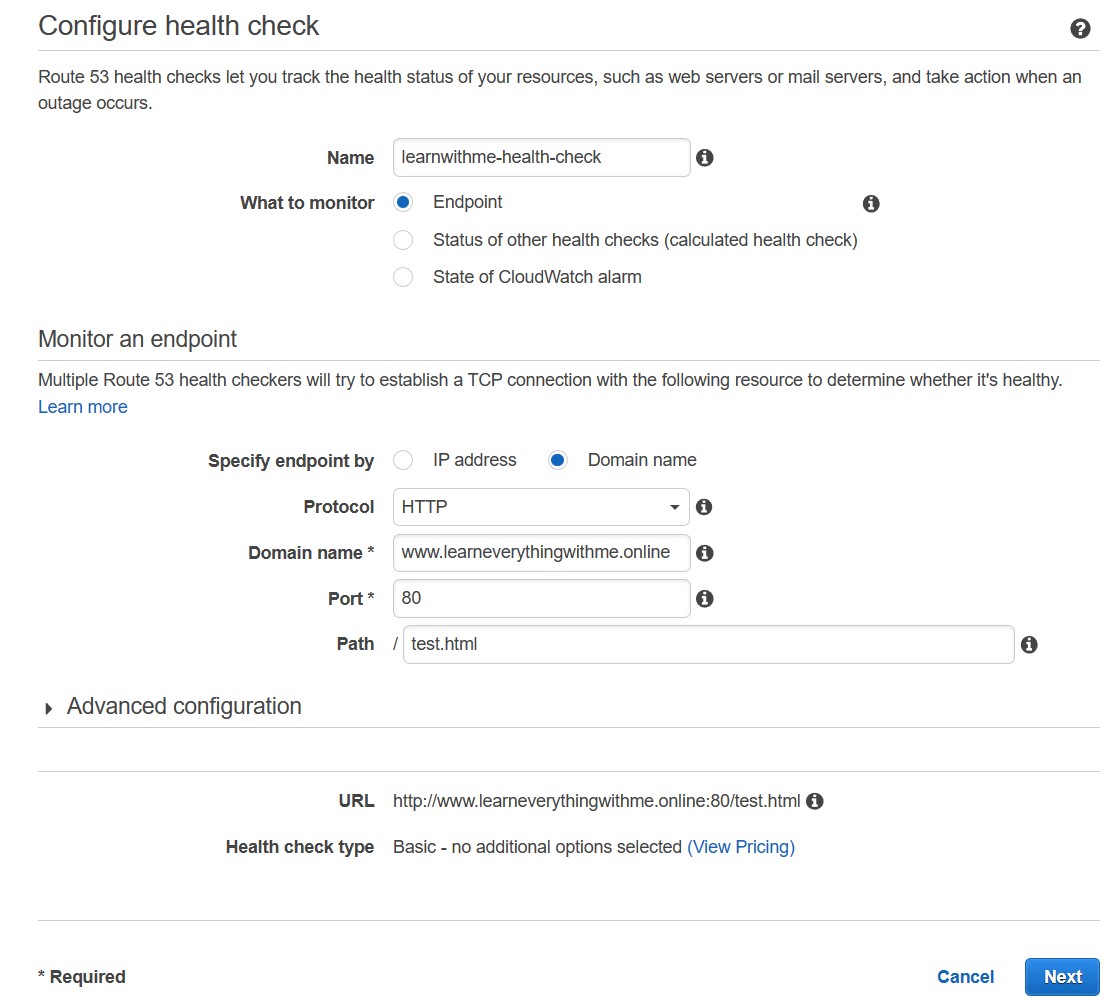 Configure health check
Route 53 health checks let you track the health status of your resources, such as web servers or mail servers, and take action when an
outage occurs.
Name learnwithme-health-check
What to monitor Endpoint
Status of other health checks (calculated health check)
State of CloudWatch alarm
Monitor an endpoint
Multiple Route 53 health checkers will try to establish a TCP connection with the following resource to determine whether it's healthy.
Learn more
Specify endpoint by IP address Domain name
Protocol HTTP
Domain name * www.learneverythingwithme.online
Port * 80
Path / test.html
Advanced configuration
URL http://www.learneverythingwithme.online:80/test.html
Health check type Basic - no additional options selected (View Pricing)
* Required Cancel Next